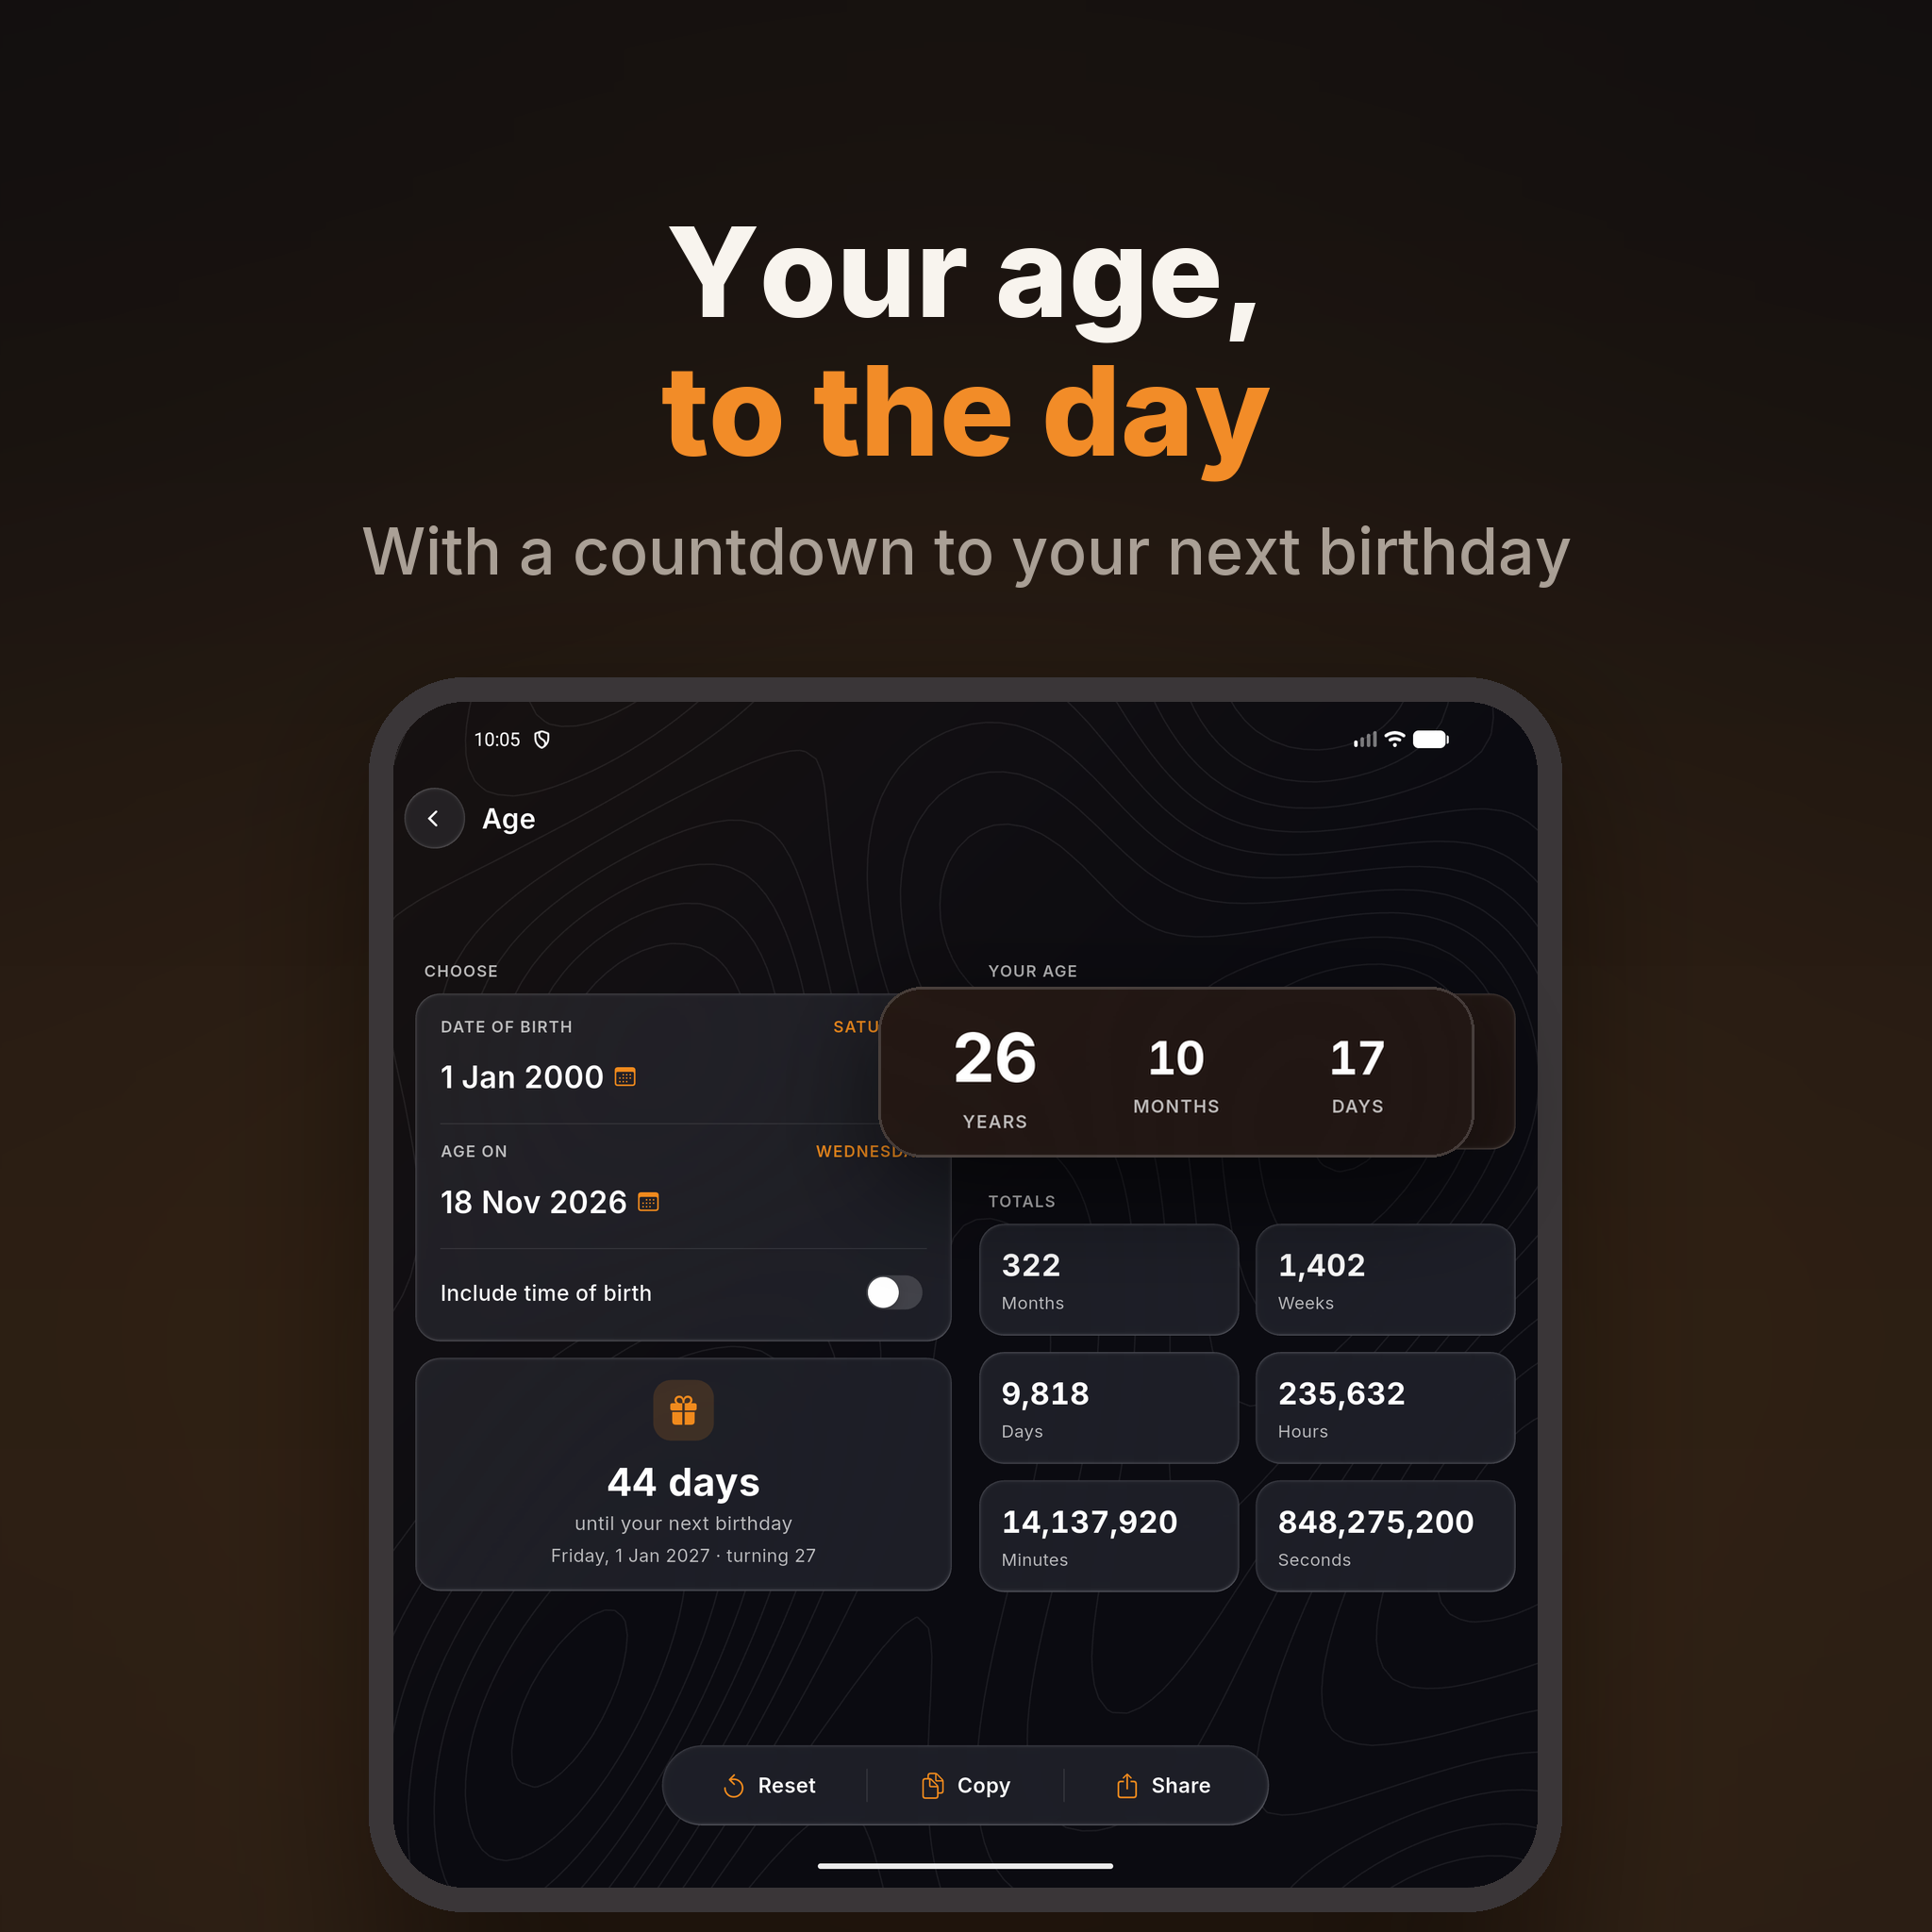 Your age,
to the day
With a countdown to your next birthday
10:05
Age
CHOOSE
DATE OF BIRTH
1 Jan 2000
AGE ON
18 Nov 2026
Include time of birth
44 days
until your next birthday
Friday, 1 Jan 2027 · turning 27
YOUR AGE
26 10 17
YEARS MONTHS DAYS
TOTALS
322
Months
1,402
Weeks
9,818
Days
235,632
Hours
14,137,920
Minutes
848,275,200
Seconds
Reset Copy Share